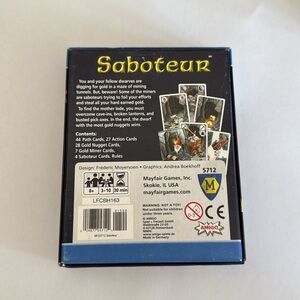 Saboteur
You and your fellow dwarves are
digging for gold in a maze of mining
tunnels. But, beware! Some of the miners
are saboteurs trying to foil your efforts
and steal all your hard earned gold.
To find the mother lode, you must
overcome cave-ins, broken lanterns, and
busted pick axes. In the end, the dwarf
with the most gold nuggets wins.
Contents:
44 Path Cards, 27 Action Cards
28 Gold Nugget Cards,
7 Gold Miner Cards,
4 Saboteur Cards, Rules
Design: Frédéric Moyersoen • Graphics: Andrea Boekhoff
8+
3-10
30 min
LFCSH163
Mayfair Games, Inc.
Skokie, IL USA
mayfairgames.com
5712
M
0-3
CE
AMIGO